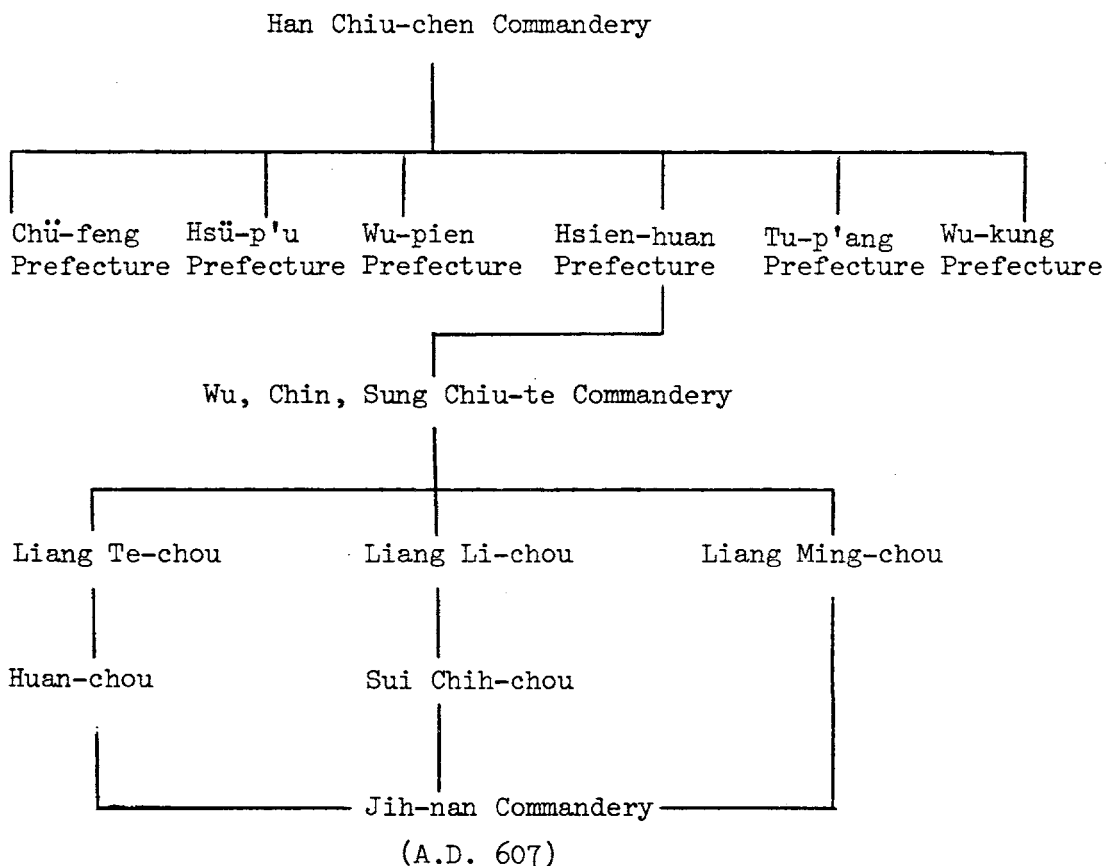 Han Chiu-chen Commandery
Chü-feng Prefecture
Hsü-p'u Prefecture
Wu-pien Prefecture
Hsien-huan Prefecture
Tu-p'ang Prefecture
Wu-kung Prefecture
Wu, Chin, Sung Chiu-te Commandery
Liang Te-chou
Liang Li-chou
Liang Ming-chou
Huan-chou
Sui Chih-chou
Jih-nan Commandery
(A.D. 607)